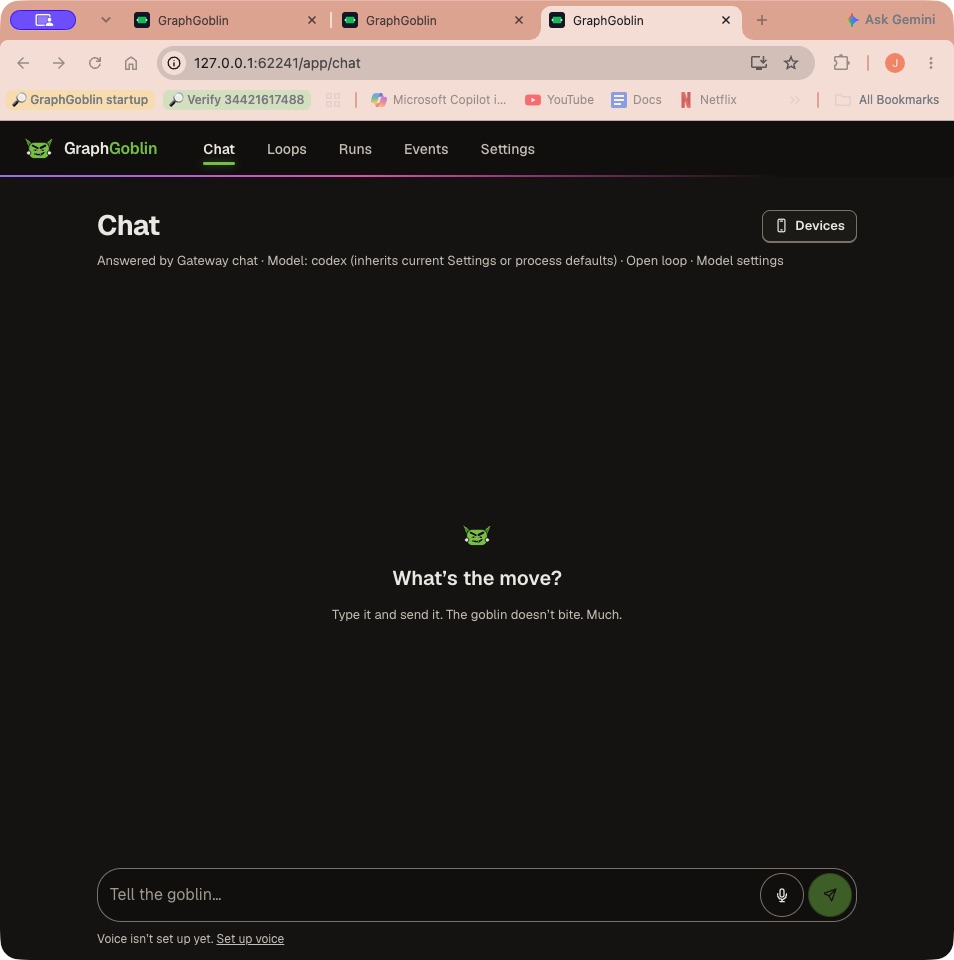 GraphGoblin
GraphGoblin
GraphGoblin
Ask Gemini
127.0.0.1:62241/app/chat
J
GraphGoblin startup
Verify 34421617488
Microsoft Copilot i...
YouTube
Docs
Netflix
All Bookmarks
GraphGoblin
Chat
Loops
Runs
Events
Settings
Chat
Devices
Answered by Gateway chat · Model: codex (inherits current Settings or process defaults) · Open loop · Model settings
What’s the move?
Type it and send it. The goblin doesn’t bite. Much.
Tell the goblin…
Voice isn’t set up yet. Set up voice